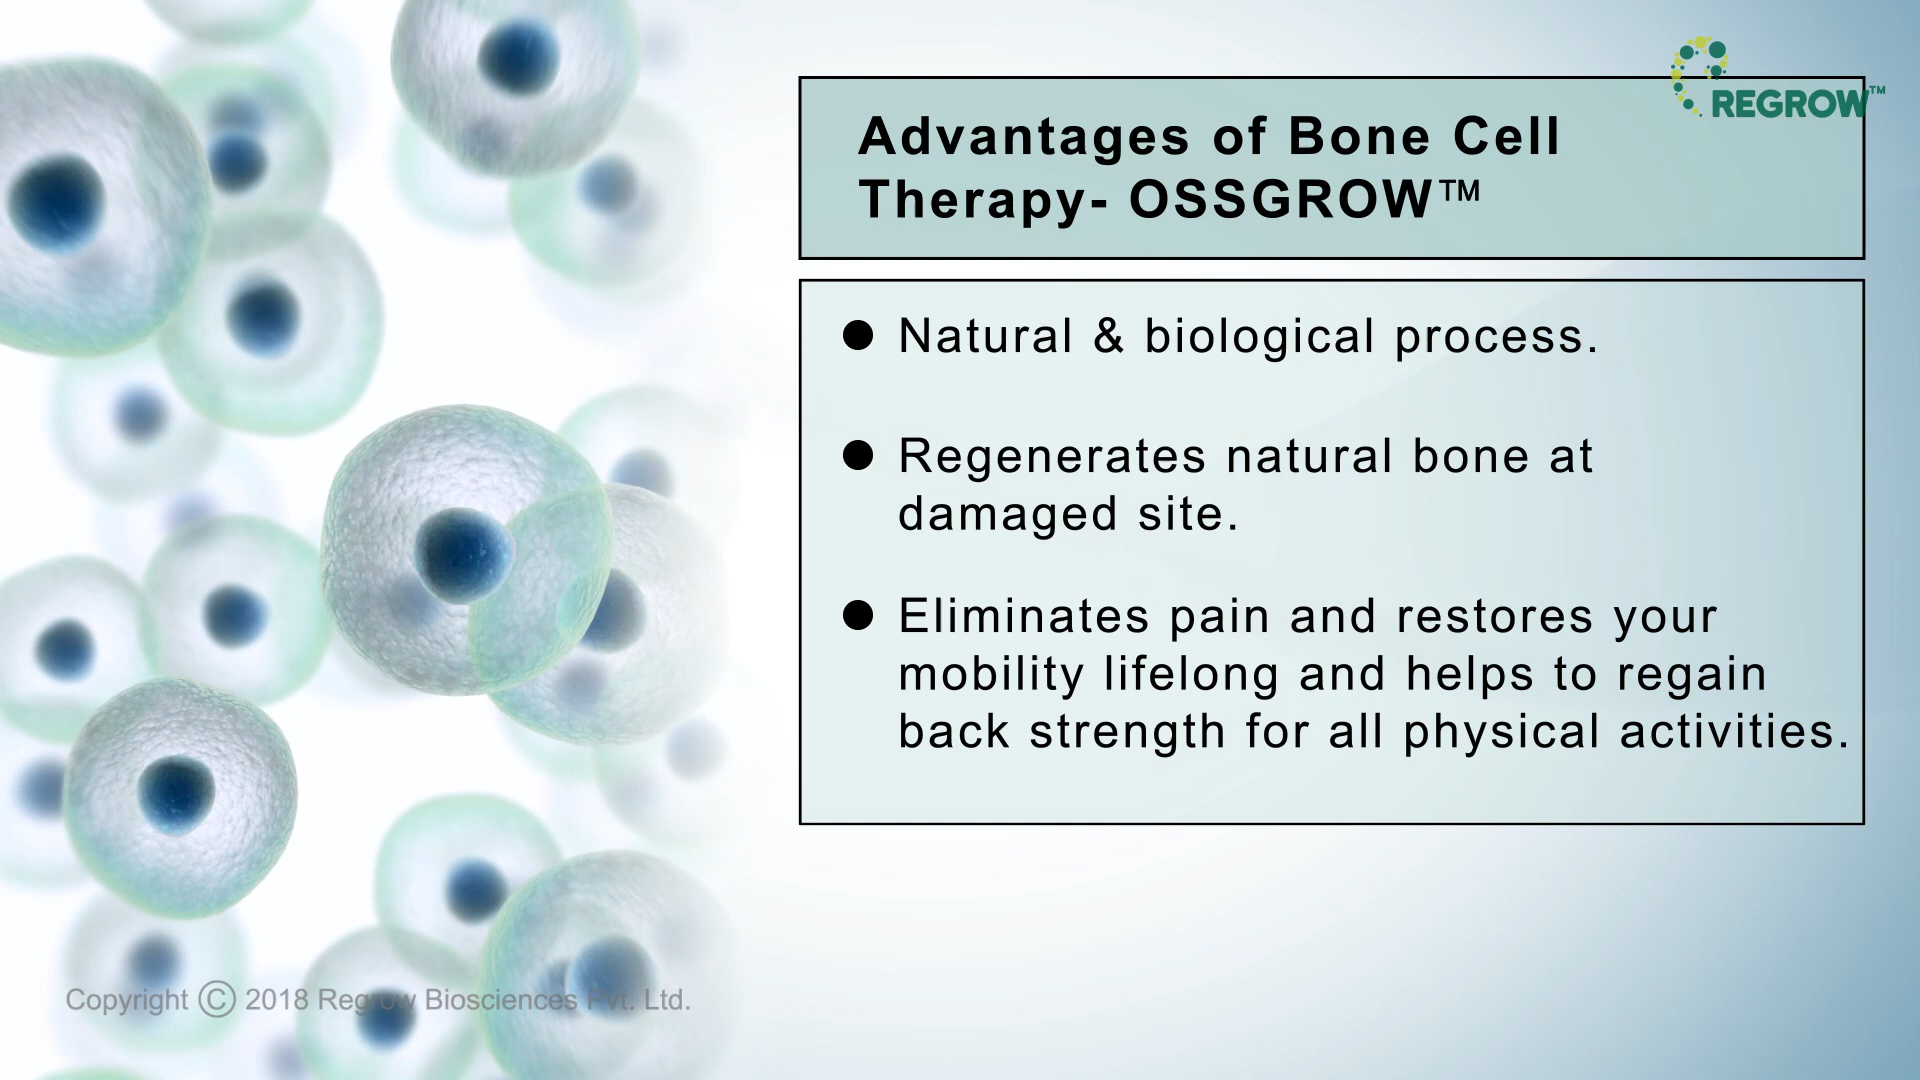 REGROW™
Advantages of Bone Cell
Therapy- OSSGROW™
● Natural & biological process.
● Regenerates natural bone at
damaged site.
● Eliminates pain and restores your
mobility lifelong and helps to regain
back strength for all physical activities.
Copyright © 2018 Regrow Biosciences Pvt. Ltd.